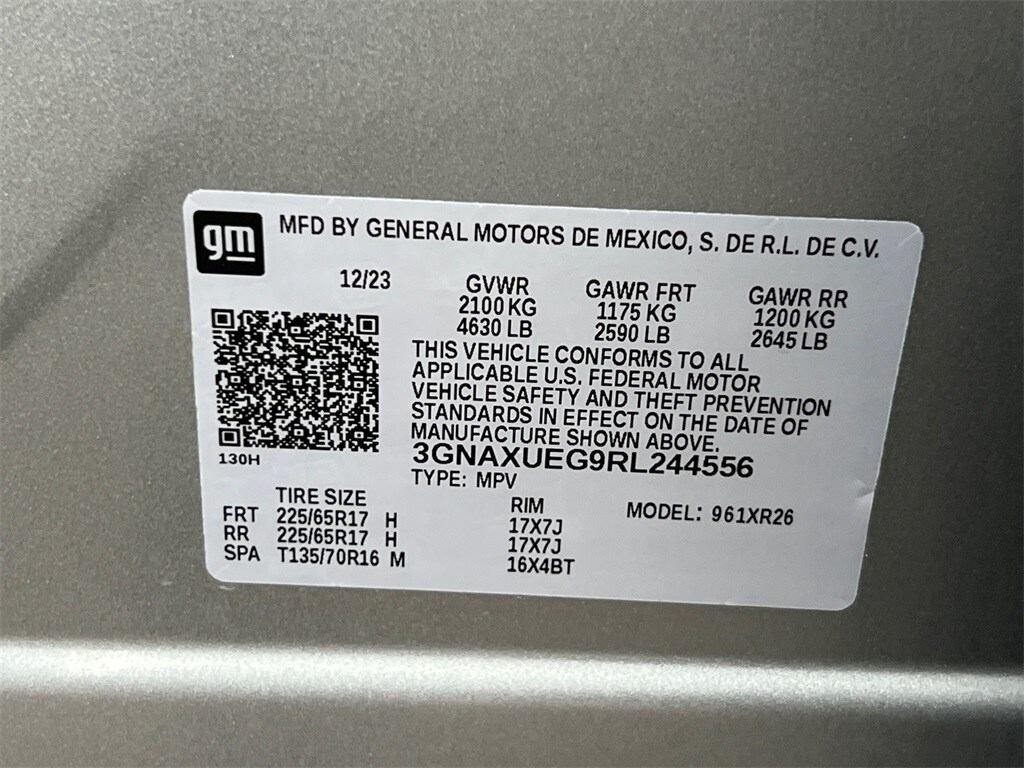 gm
MFD BY GENERAL MOTORS DE MEXICO, S. DE R.L. DE C.V.
12/23 GVWR GAWR FRT GAWR RR
2100 KG 1175 KG 1200 KG
4630 LB 2590 LB 2645 LB
THIS VEHICLE CONFORMS TO ALL
APPLICABLE U.S. FEDERAL MOTOR
VEHICLE SAFETY AND THEFT PREVENTION
STANDARDS IN EFFECT ON THE DATE OF
MANUFACTURE SHOWN ABOVE.
130H
3GNAXUEG9RL244556
TYPE: MPV
TIRE SIZE RIM MODEL: 961XR26
FRT 225/65R17 H 17X7J
RR 225/65R17 H 17X7J
SPA T135/70R16 M 16X4BT